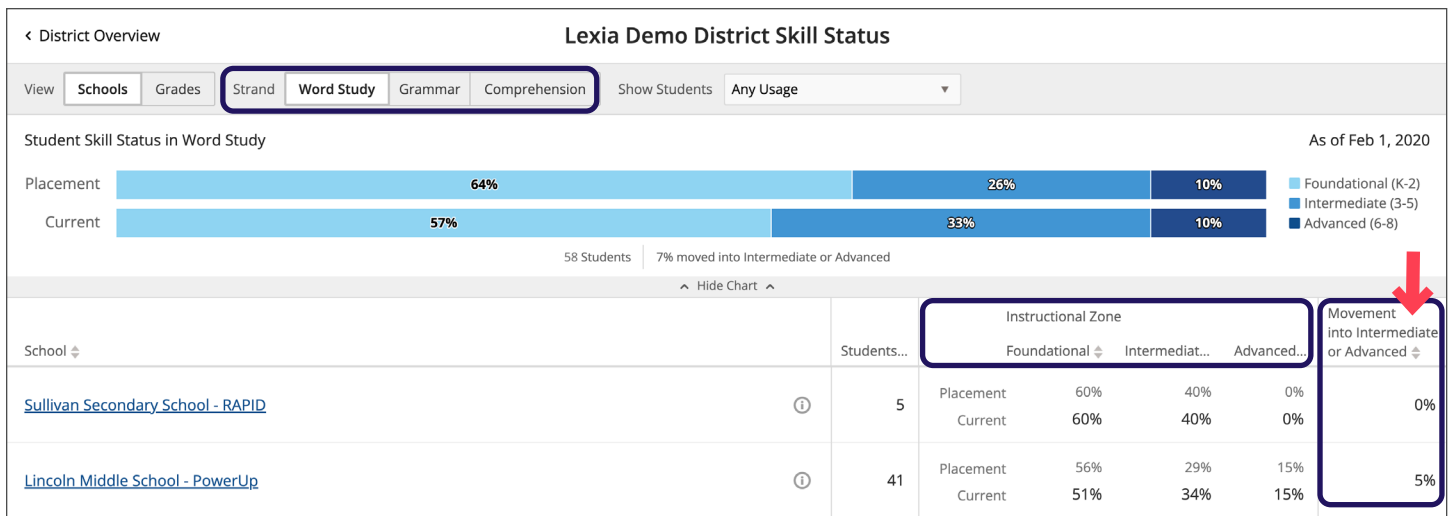 ‹ District Overview
Lexia Demo District Skill Status
View Schools Grades Strand Word Study Grammar Comprehension Show Students Any Usage
Student Skill Status in Word Study
As of Feb 1, 2020
Placement 64% 26% 10%
Current 57% 33% 10%
Foundational (K-2)
Intermediate (3-5)
Advanced (6-8)
58 Students 7% moved into Intermediate or Advanced
Hide Chart
School
Students...
Instructional Zone
Foundational Intermediat... Advanced...
Movement
into Intermediate
or Advanced
Sullivan Secondary School - RAPID
5
Placement 60% 40% 0%
Current 60% 40% 0%
0%
Lincoln Middle School - PowerUp
41
Placement 56% 29% 15%
Current 51% 34% 15%
5%